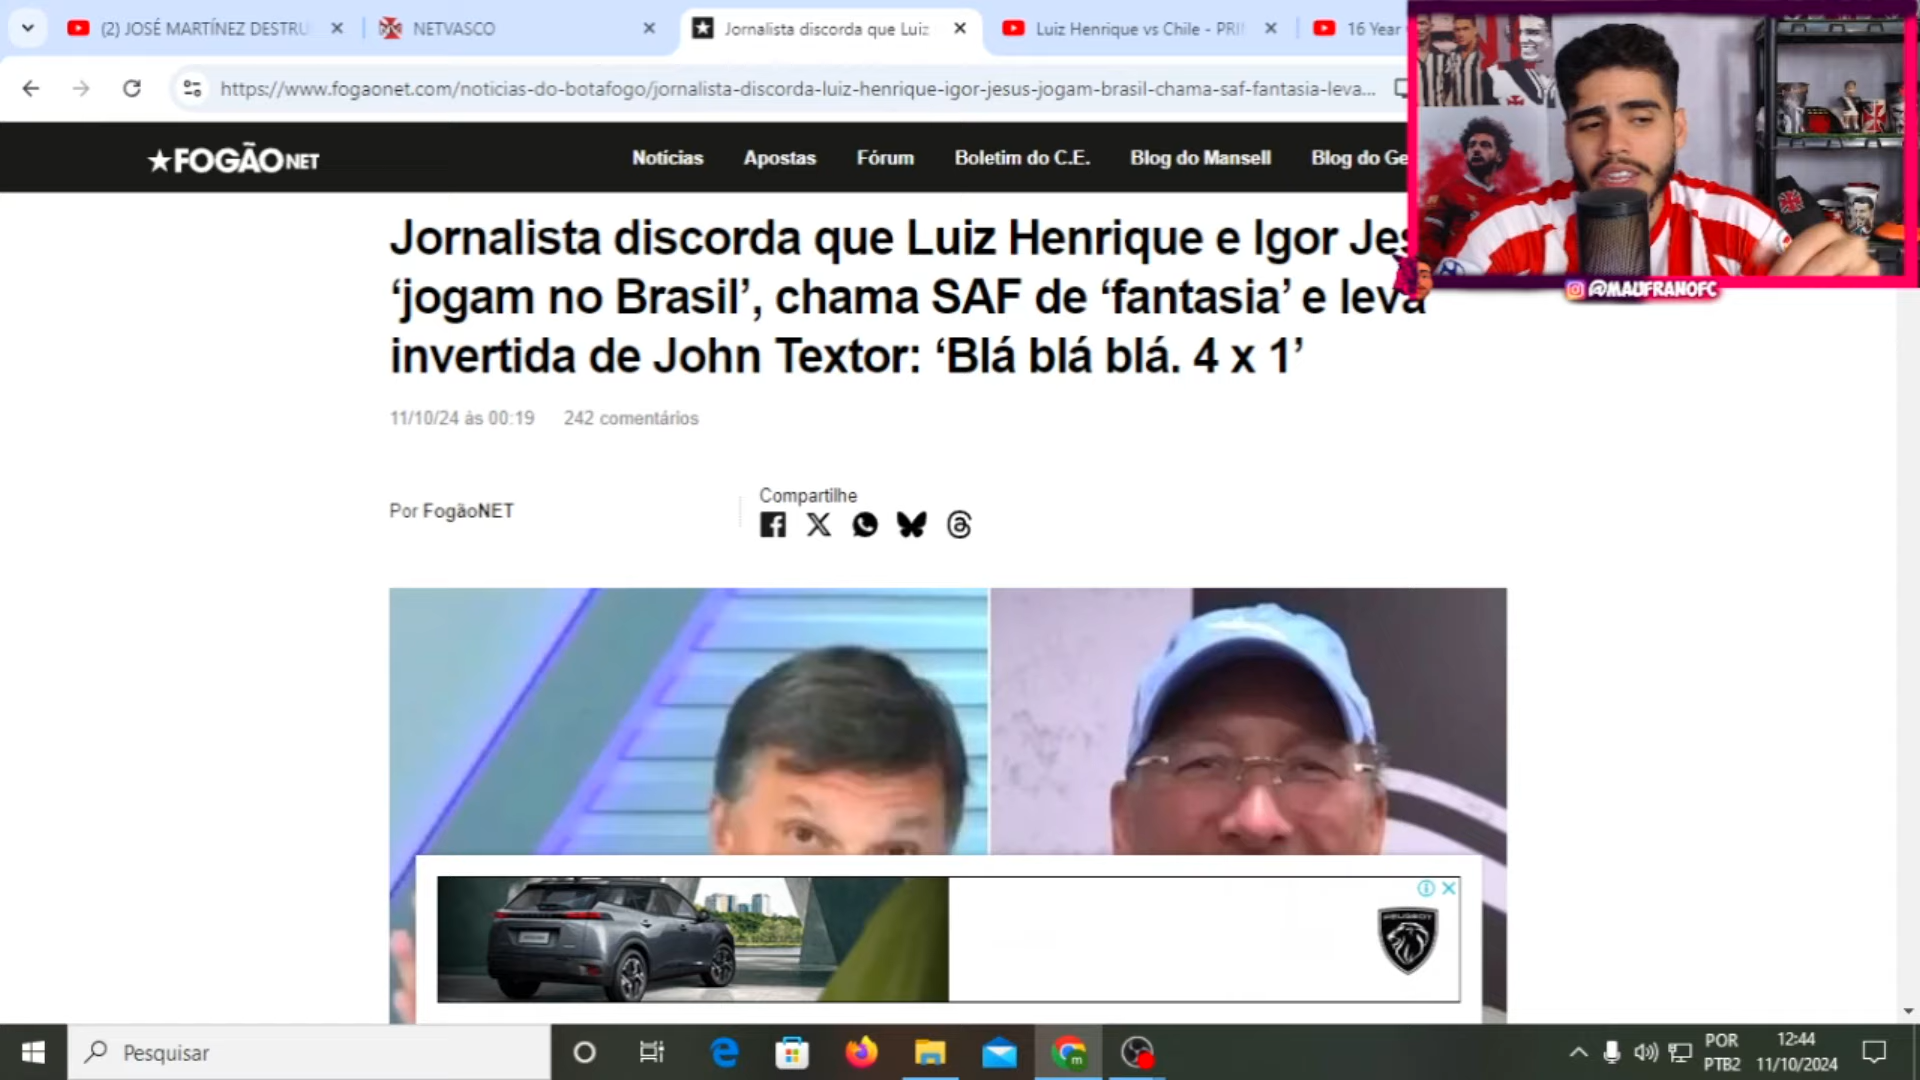 (2) JOSÉ MARTÍNEZ DESTRU
NETVASCO
Jornalista discorda que Luiz
Luiz Henrique vs Chile - PRI
16 Year
https://www.fogaonet.com/noticias-do-botafogo/jornalista-discorda-luiz-henrique-igor-jesus-jogam-brasil-chama-saf-fantasia-leva...
FOGÃO NET
Notícias
Apostas
Fórum
Boletim do C.E.
Blog do Mansell
Blog do Ge
Jornalista discorda que Luiz Henrique e Igor Jes
‘jogam no Brasil’, chama SAF de ‘fantasia’ e leva
invertida de John Textor: ‘Blá blá blá. 4 x 1’
@MAUFRANOFC
11/10/24 às 00:19
242 comentários
Por FogãoNET
Compartilhe
PEUGEOT
Pesquisar
POR
PTB2
12:44
11/10/2024